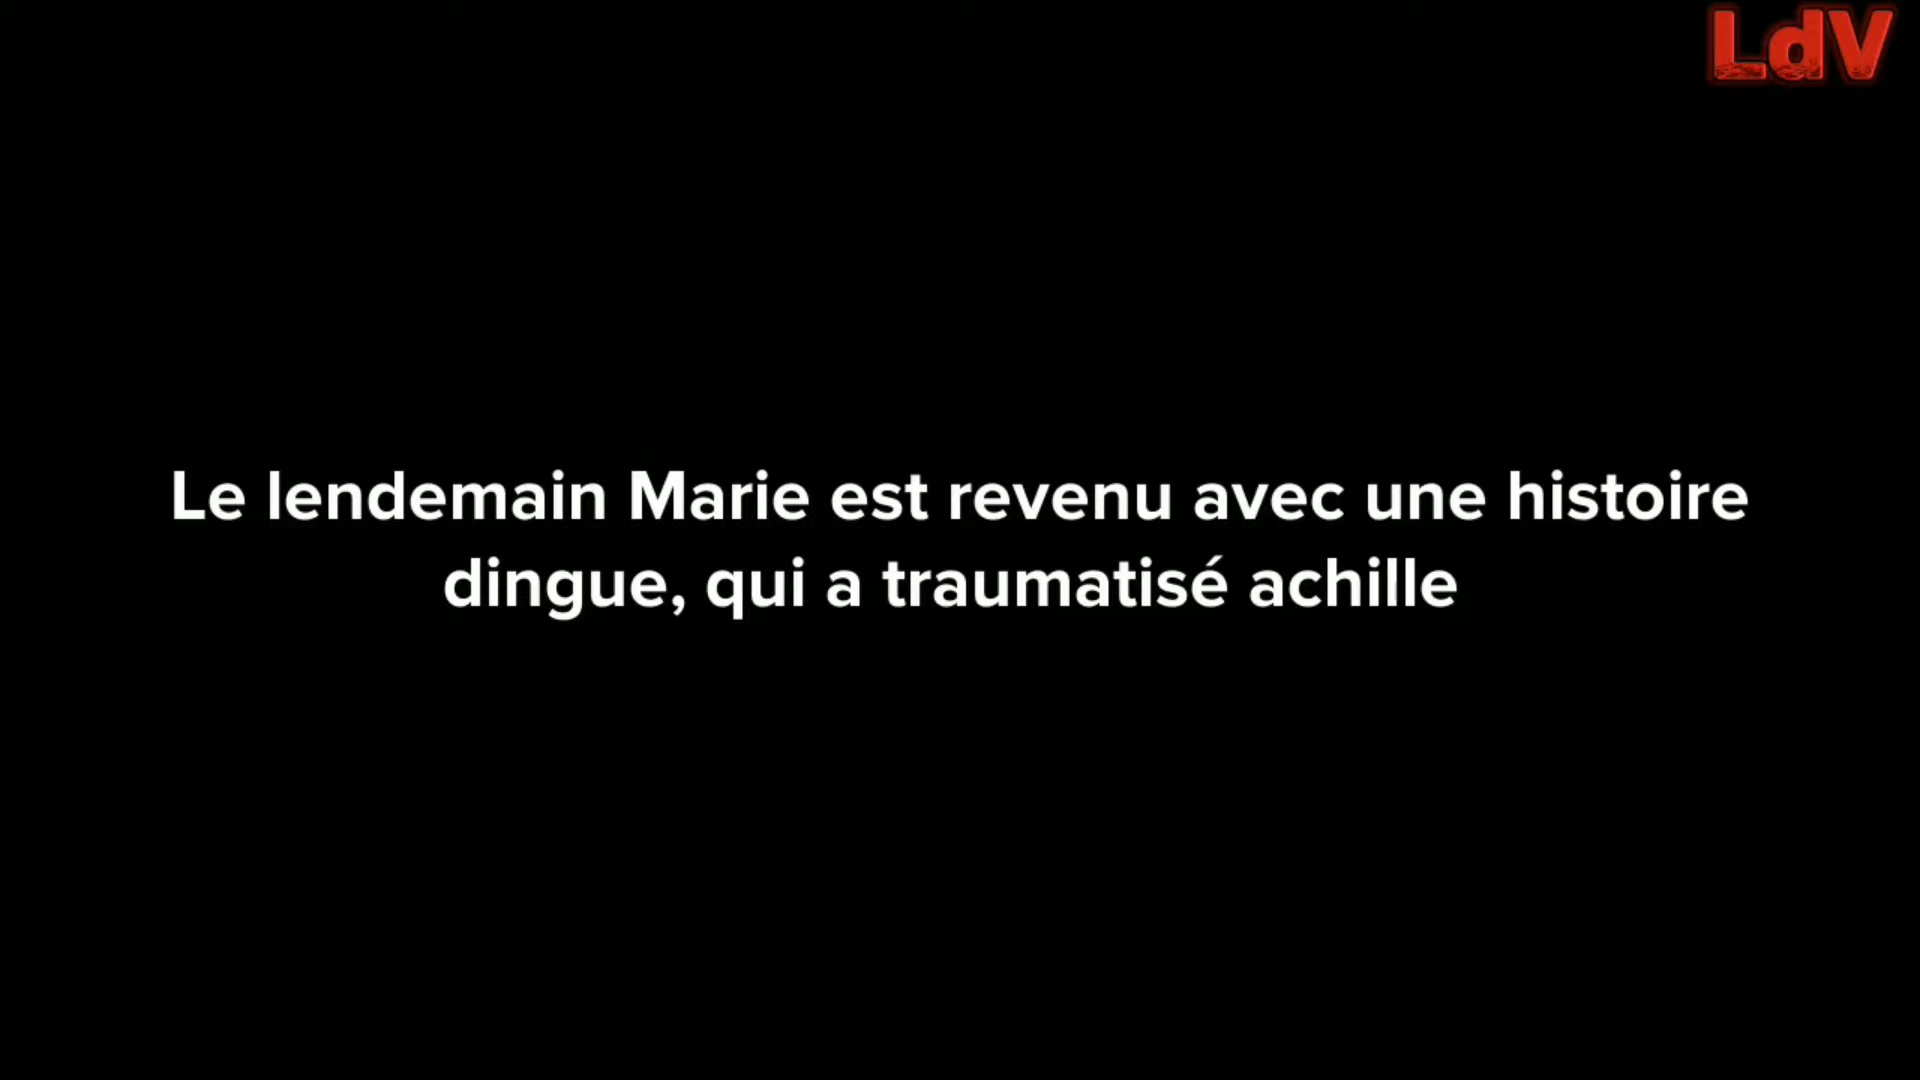 LdV
Le lendemain Marie est revenu avec une histoire
dingue, qui a traumatisé achille